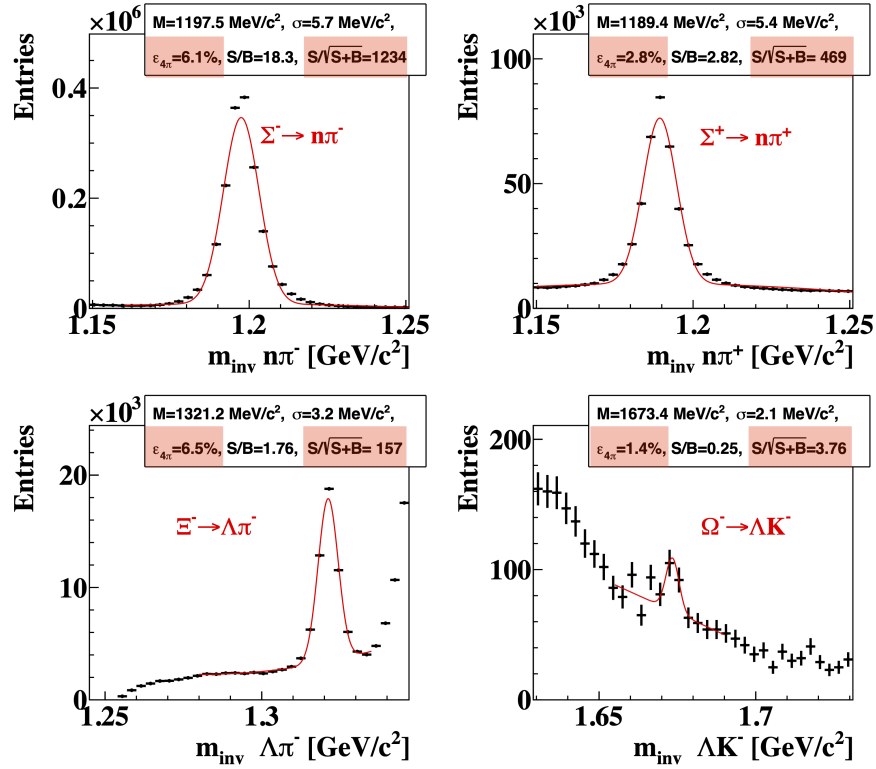 ×10⁶
M=1197.5 MeV/c², σ=5.7 MeV/c²,
ε4π=6.1%, S/B=18.3, S/√S+B=1234
Entries
0.6
0.4
0.2
0
Σ⁻→ nπ⁻
1.15 1.2 1.25
m_inv nπ⁻ [GeV/c²]
×10³
M=1189.4 MeV/c², σ=5.4 MeV/c²,
ε4π=2.8%, S/B=2.82, S/√S+B= 469
Entries
100
50
0
Σ⁺→ nπ⁺
1.15 1.2 1.25
m_inv nπ⁺ [GeV/c²]
×10³
M=1321.2 MeV/c², σ=3.2 MeV/c²,
ε4π=6.5%, S/B=1.76, S/√S+B= 157
Entries
20
10
0
Ξ⁻→Λπ⁻
1.25 1.3
m_inv Λπ⁻ [GeV/c²]
M=1673.4 MeV/c², σ=2.1 MeV/c²,
ε4π=1.4%, S/B=0.25, S/√S+B=3.76
Entries
200
100
0
Ω⁻→ΛK⁻
1.65 1.7
m_inv ΛK⁻ [GeV/c²]